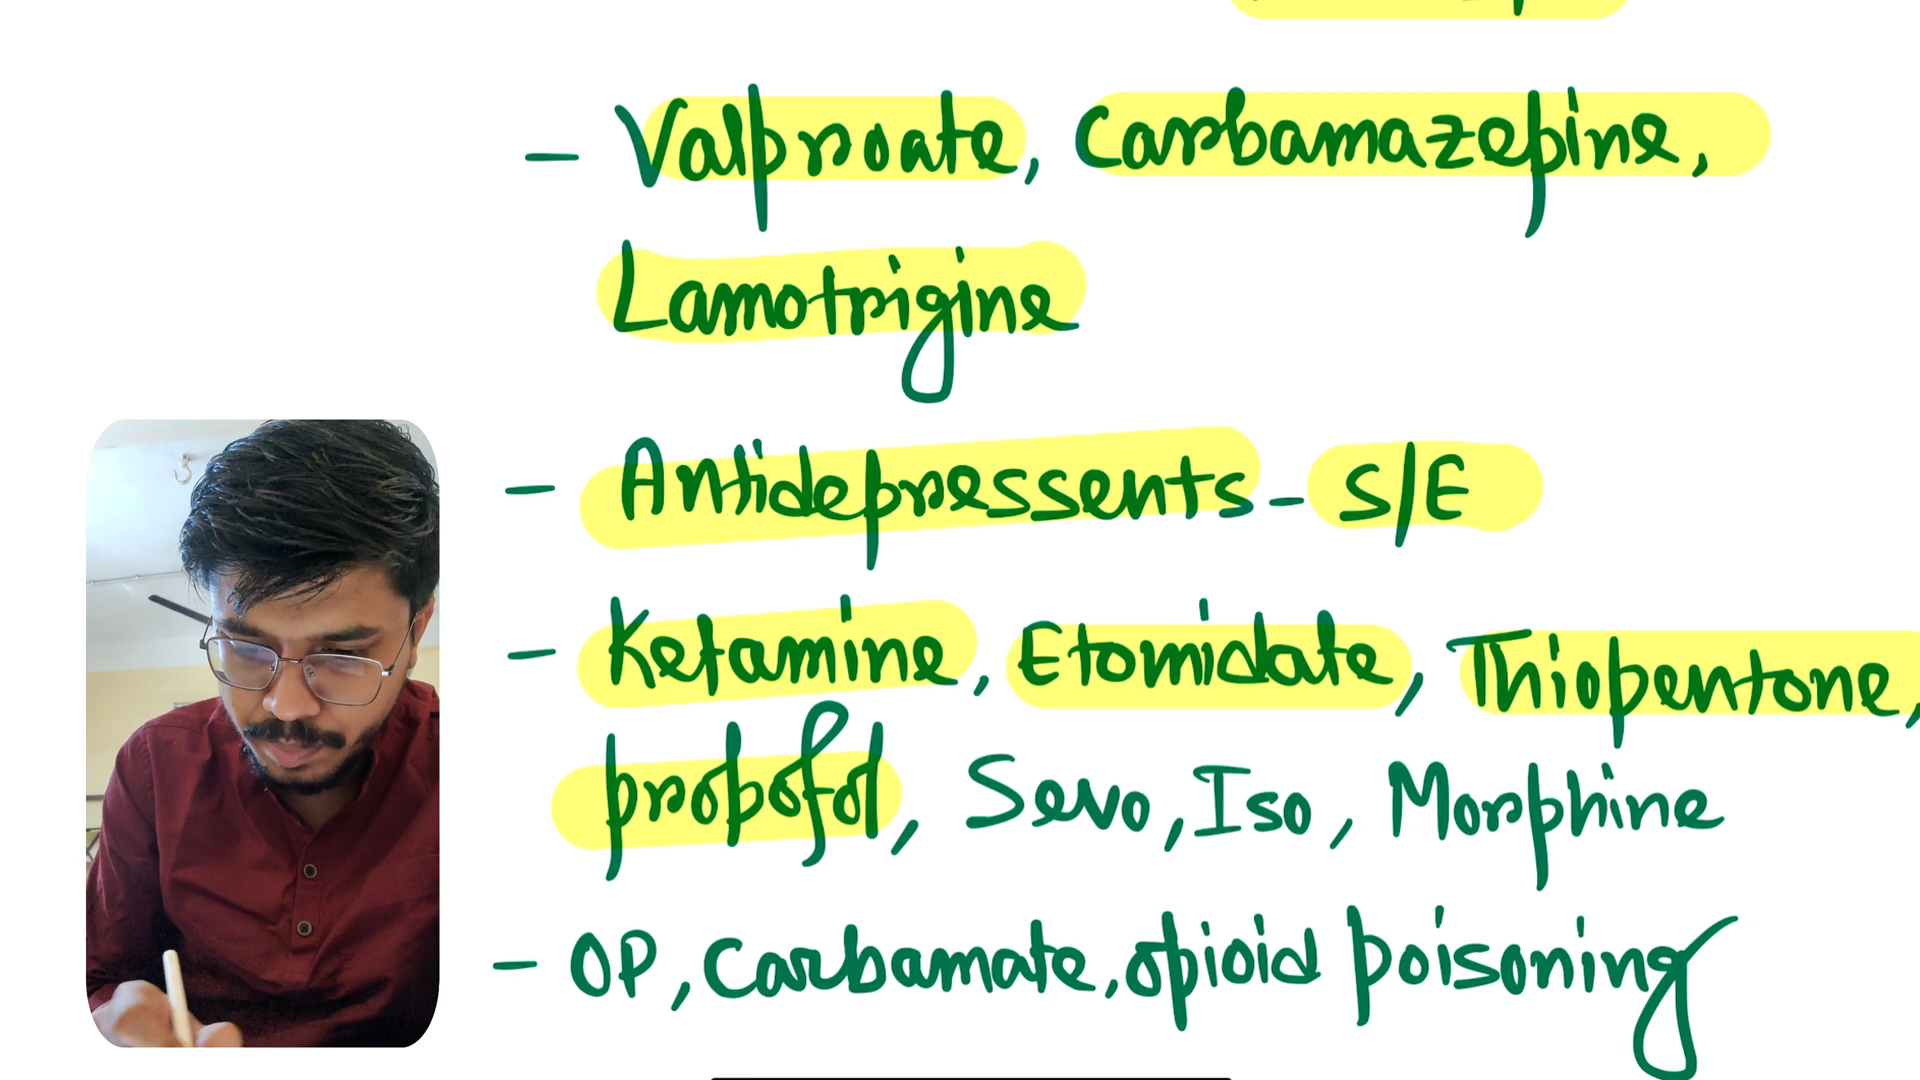 - Valproate, Carbamazepine,
Lamotrigine
- Antidepressents - S/E
- Ketamine, Etomidate, Thiopentone,
propofol, Sevo, Iso, Morphine
- OP, Carbamate, opioid poisoning